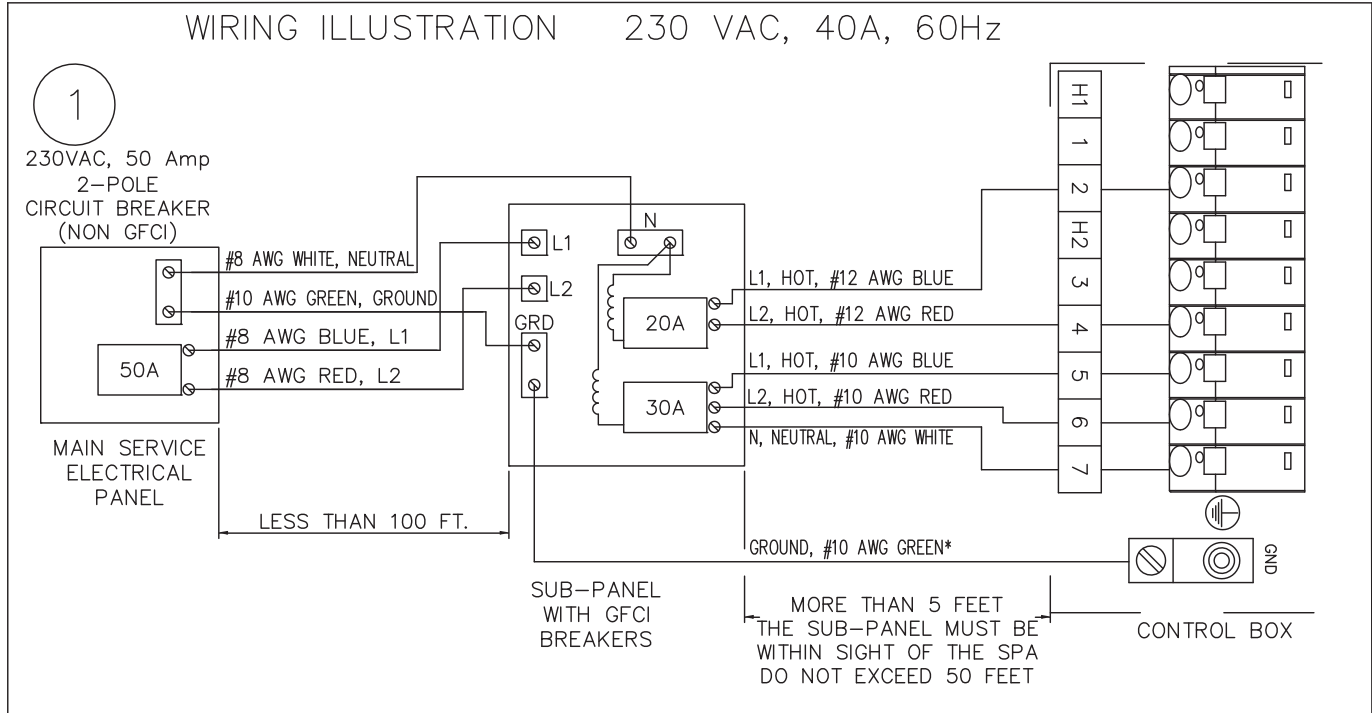 WIRING ILLUSTRATION 230 VAC, 40A, 60Hz
1
230VAC, 50 Amp
2-POLE
CIRCUIT BREAKER
(NON GFCI)
#8 AWG WHITE, NEUTRAL
#10 AWG GREEN, GROUND
#8 AWG BLUE, L1
#8 AWG RED, L2
50A
MAIN SERVICE
ELECTRICAL
PANEL
LESS THAN 100 FT.
N
L1
L2
GRD
20A
30A
SUB-PANEL
WITH GFCI
BREAKERS
L1, HOT, #12 AWG BLUE
L2, HOT, #12 AWG RED
L1, HOT, #10 AWG BLUE
L2, HOT, #10 AWG RED
N, NEUTRAL, #10 AWG WHITE
GROUND, #10 AWG GREEN*
MORE THAN 5 FEET
THE SUB-PANEL MUST BE
WITHIN SIGHT OF THE SPA
DO NOT EXCEED 50 FEET
H1
1
2
H2
3
4
5
6
7
GND
CONTROL BOX